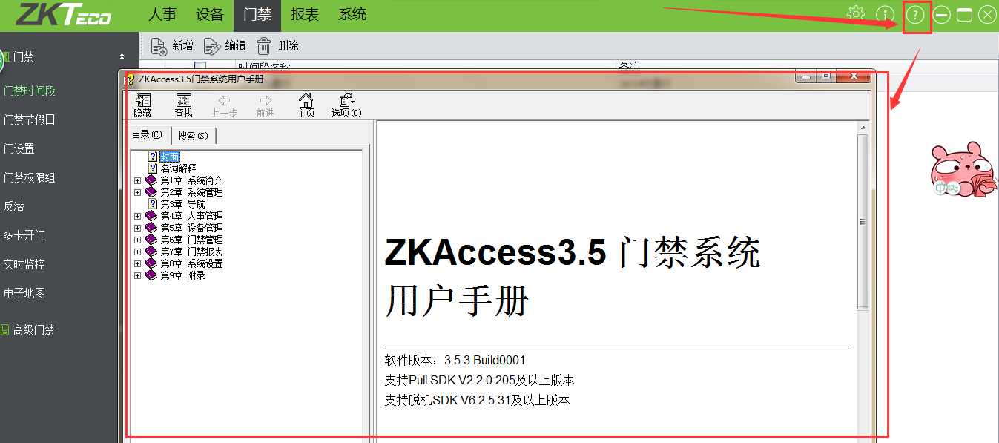 ZKTECO 人事 设备 门禁 报表 系统
门禁
新增 编辑 删除
时间段名称 备注
门禁时间段
门禁节假日
门设置
门禁权限组
反潜
多卡开门
实时监控
电子地图
高级门禁
ZKAccess3.5门禁系统用户手册
隐藏 查找 上一步 前进 主页 选项(O)
目录(C) 搜索(S)
封面
名词解释
第1章 系统简介
第2章 系统管理
第3章 导航
第4章 人事管理
第5章 设备管理
第6章 门禁管理
第7章 门禁报表
第8章 系统设置
第9章 附录
ZKAccess3.5 门禁系统
用户手册
软件版本：3.5.3 Build0001
支持Pull SDK V2.2.0.205及以上版本
支持脱机SDK V6.2.5.31及以上版本
中